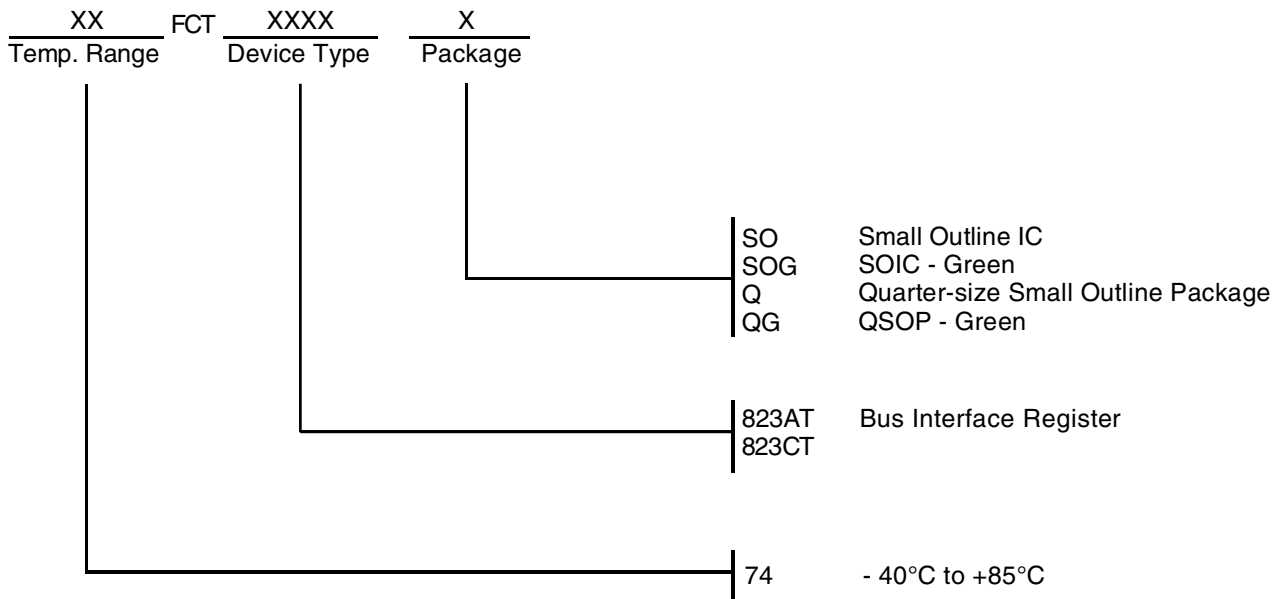 XX FCT XXXX X
Temp. Range Device Type Package
SO Small Outline IC
SOG SOIC - Green
Q Quarter-size Small Outline Package
QG QSOP - Green
823AT Bus Interface Register
823CT
74 - 40°C to +85°C